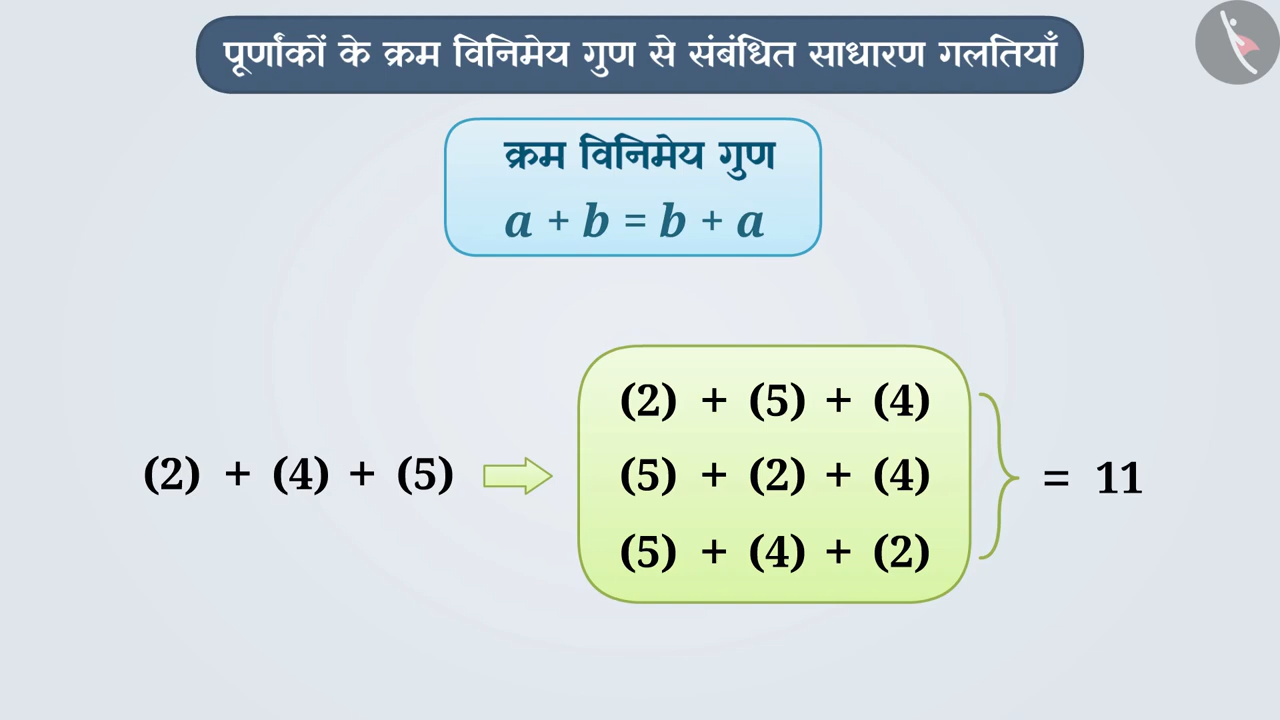 पूर्णांकों के क्रम विनिमेय गुण से संबंधित साधारण गलतियाँ
क्रम विनिमेय गुण
a + b = b + a
(2) + (5) + (4)
(2) + (4) + (5)
(5) + (2) + (4)
= 11
(5) + (4) + (2)